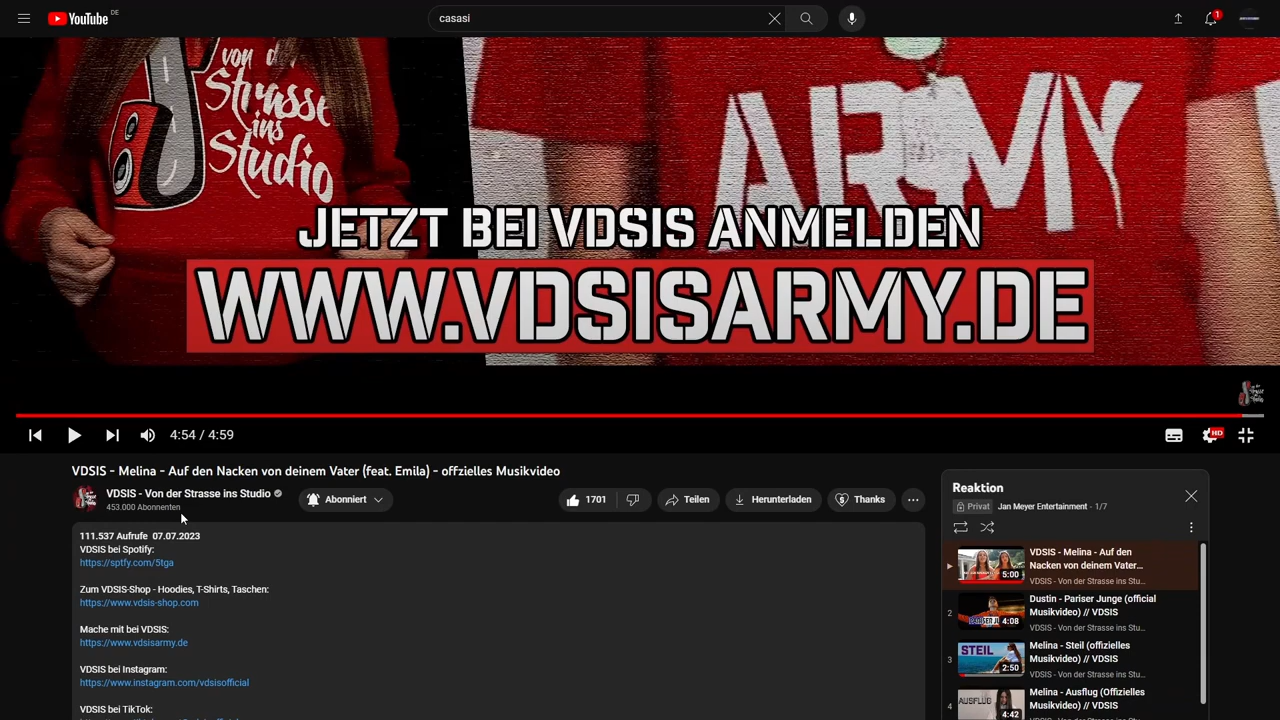 YouTube DE
casasi
1
von d
Strasse
ins
Studio
ARMY
JETZT BEI VDSIS ANMELDEN
WWW.VDSISARMY.DE
4:54 / 4:59
HD
VDSIS - Melina - Auf den Nacken von deinem Vater (feat. Emila) - offzielles Musikvideo
VDSIS - Von der Strasse ins Studio
453.000 Abonnenten
Abonniert
1701
Teilen
Herunterladen
Thanks
111.537 Aufrufe 07.07.2023
VDSIS bei Spotify:
https://sptfy.com/5tga
Zum VDSIS-Shop - Hoodies, T-Shirts, Taschen:
https://www.vdsis-shop.com
Mache mit bei VDSIS:
https://www.vdsisarmy.de
VDSIS bei Instagram:
https://www.instagram.com/vdsisofficial
VDSIS bei TikTok:
Reaktion
Privat Jan Meyer Entertainment - 1/7
5:00
VDSIS - Melina - Auf den
Nacken von deinem Vater...
VDSIS - Von der Strasse ins Stu...
2
4:08
Dustin - Pariser Junge (official
Musikvideo) // VDSIS
VDSIS - Von der Strasse ins Stu...
3
STEIL
2:50
Melina - Steil (offizielles
Musikvideo) // VDSIS
VDSIS - Von der Strasse ins Stu...
4
AUSFLUG
4:42
Melina - Ausflug (Offizielles
Musikvideo) // VDSIS